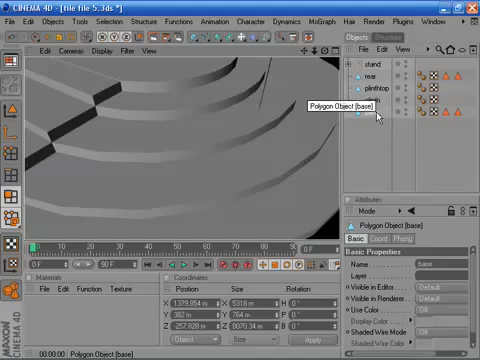 CINEMA 4D - [tile file 5.3ds *]
File Edit Objects Tools Selection Structure Functions Animation Dynamics MoGraph Hair Render Plugins Window
Edit Cameras Display Filter View
Objects Structure
File Edit
stand
rear
plinthtop
Polygon Object [base]
Attributes
Mode
Polygon Object [base]
Basic Coord Phong
Basic Properties
Name base
Layer
Visible in Editor Default
Visible in Renderer Default
Use Color Off
Display Color
Shaded Wire Mode Off
Shaded Wire Color
0 10 20 30 40 50 60 70 80 90 0 F
0 F 90 F
Materials
File Edit Function Texture
Coordinates
Position Size Rotation
X 1379.854 m X 5318 m H 0 °
Y 382 m Y 764 m P 0 °
Z -257.828 m Z 8070.34 m B 0 °
Object Size Apply
MAXON CINEMA 4D
00:00:00 Polygon Object [base]